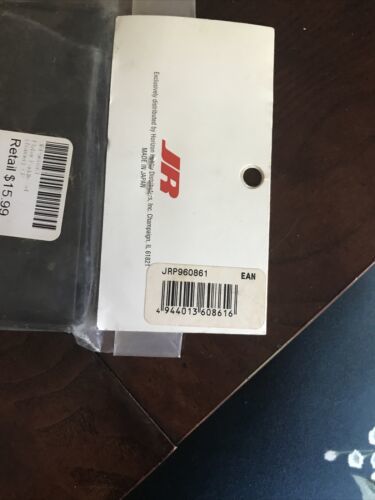 JR
Exclusively distributed by Horizon Hobby Distributors, Inc. Champaign, IL 61821
MADE IN JAPAN
JRP960861 EAN
4 944013 608616
Retail $15.99